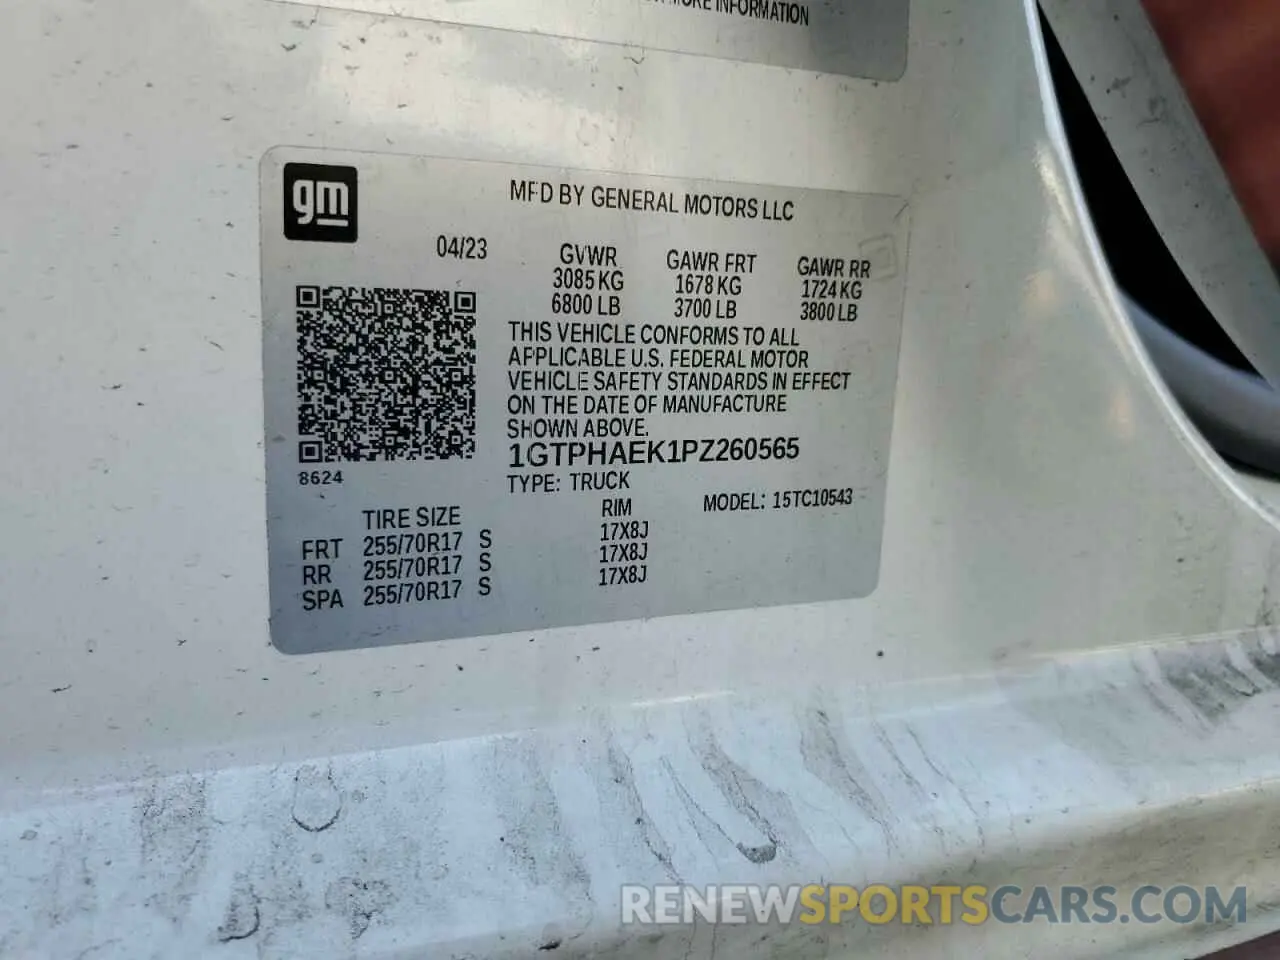 MORE INFORMATION
gm
MFD BY GENERAL MOTORS LLC
04/23
GVWR GAWR FRT GAWR RR
3085 KG 1678 KG 1724 KG
6800 LB 3700 LB 3800 LB
THIS VEHICLE CONFORMS TO ALL
APPLICABLE U.S. FEDERAL MOTOR
VEHICLE SAFETY STANDARDS IN EFFECT
ON THE DATE OF MANUFACTURE
SHOWN ABOVE.
1GTPHAEK1PZ260565
8624
TYPE: TRUCK
MODEL: 15TC10543
TIRE SIZE RIM
FRT 255/70R17 S 17X8J
RR 255/70R17 S 17X8J
SPA 255/70R17 S 17X8J
RENEWSPORTSCARS.COM